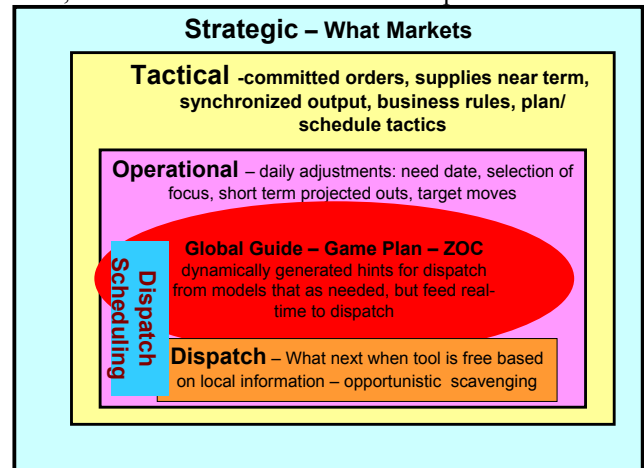 Strategic – What Markets
Tactical -committed orders, supplies near term,
synchronized output, business rules, plan/
schedule tactics
Operational – daily adjustments: need date, selection of
focus, short term projected outs, target moves
Global Guide – Game Plan – ZOC
dynamically generated hints for dispatch
from models that as needed, but feed real-
time to dispatch
Dispatch
Scheduling
Dispatch – What next when tool is free based
on local information – opportunistic scavenging